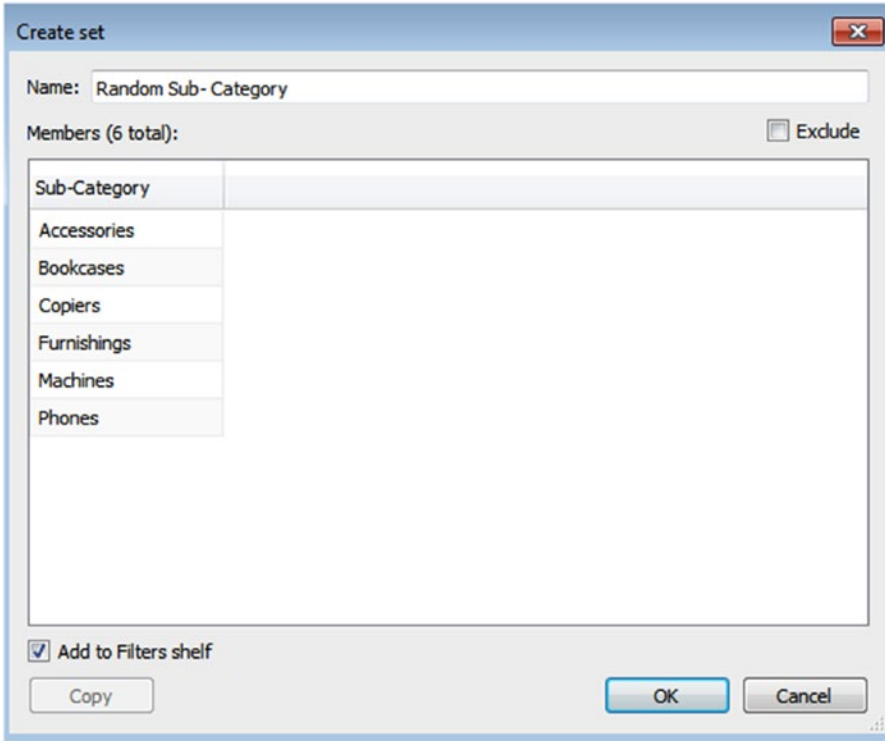 Create set
Name: Random Sub- Category
Members (6 total):
Exclude
Sub-Category
Accessories
Bookcases
Copiers
Furnishings
Machines
Phones
Add to Filters shelf
Copy
OK
Cancel